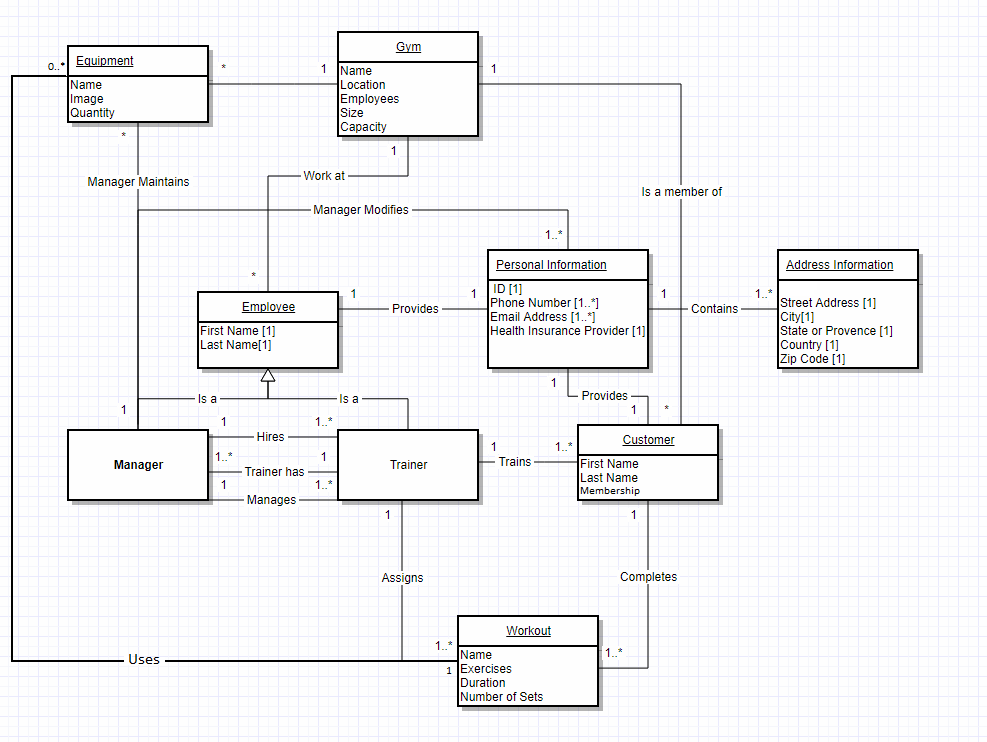 Gym
Equipment
0..*
*
1
1
Name
Location
Employees
Size
Capacity
Name
Image
Quantity
*
1
Work at
Manager Maintains
Is a member of
Manager Modifies
1..*
*
Personal Information
Address Information
ID [1]
Phone Number [1..*]
Email Address [1..*]
Health Insurance Provider [1]
1
Provides
1
1
Contains
1..*
Street Address [1]
City[1]
State or Provence [1]
Country [1]
Zip Code [1]
Employee
First Name [1]
Last Name[1]
1
Provides
1
*
Is a
Is a
1
1
Hires
1..*
Manager
1..*
Trainer has
1
1
Manages
1..*
Trainer
1
Trains
1..*
Customer
First Name
Last Name
Membership
1
Assigns
1
Completes
Workout
1..*
1..*
Uses
1
Name
Exercises
Duration
Number of Sets